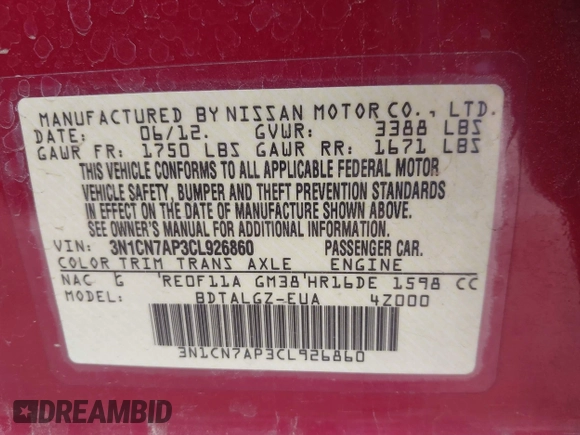 MANUFACTURED BY NISSAN MOTOR CO., LTD.
DATE: 06/12. GVWR: 3388 LBS
GAWR FR: 1750 LBS GAWR RR: 1671 LBS
THIS VEHICLE CONFORMS TO ALL APPLICABLE FEDERAL MOTOR
VEHICLE SAFETY, BUMPER AND THEFT PREVENTION STANDARDS
IN EFFECT ON THE DATE OF MANUFACTURE SHOWN ABOVE.
SEE OWNER'S MANUAL FOR ADDITIONAL INFORMATION.
VIN: 3N1CN7AP3CL926860 PASSENGER CAR.
COLOR TRIM TRANS AXLE ENGINE
NAC G 'RE0F11A GM38'HR16DE 1598 CC
MODEL: BDTALGZ-EUA 4Z000
3N1CN7AP3CL926860
DREAMBID